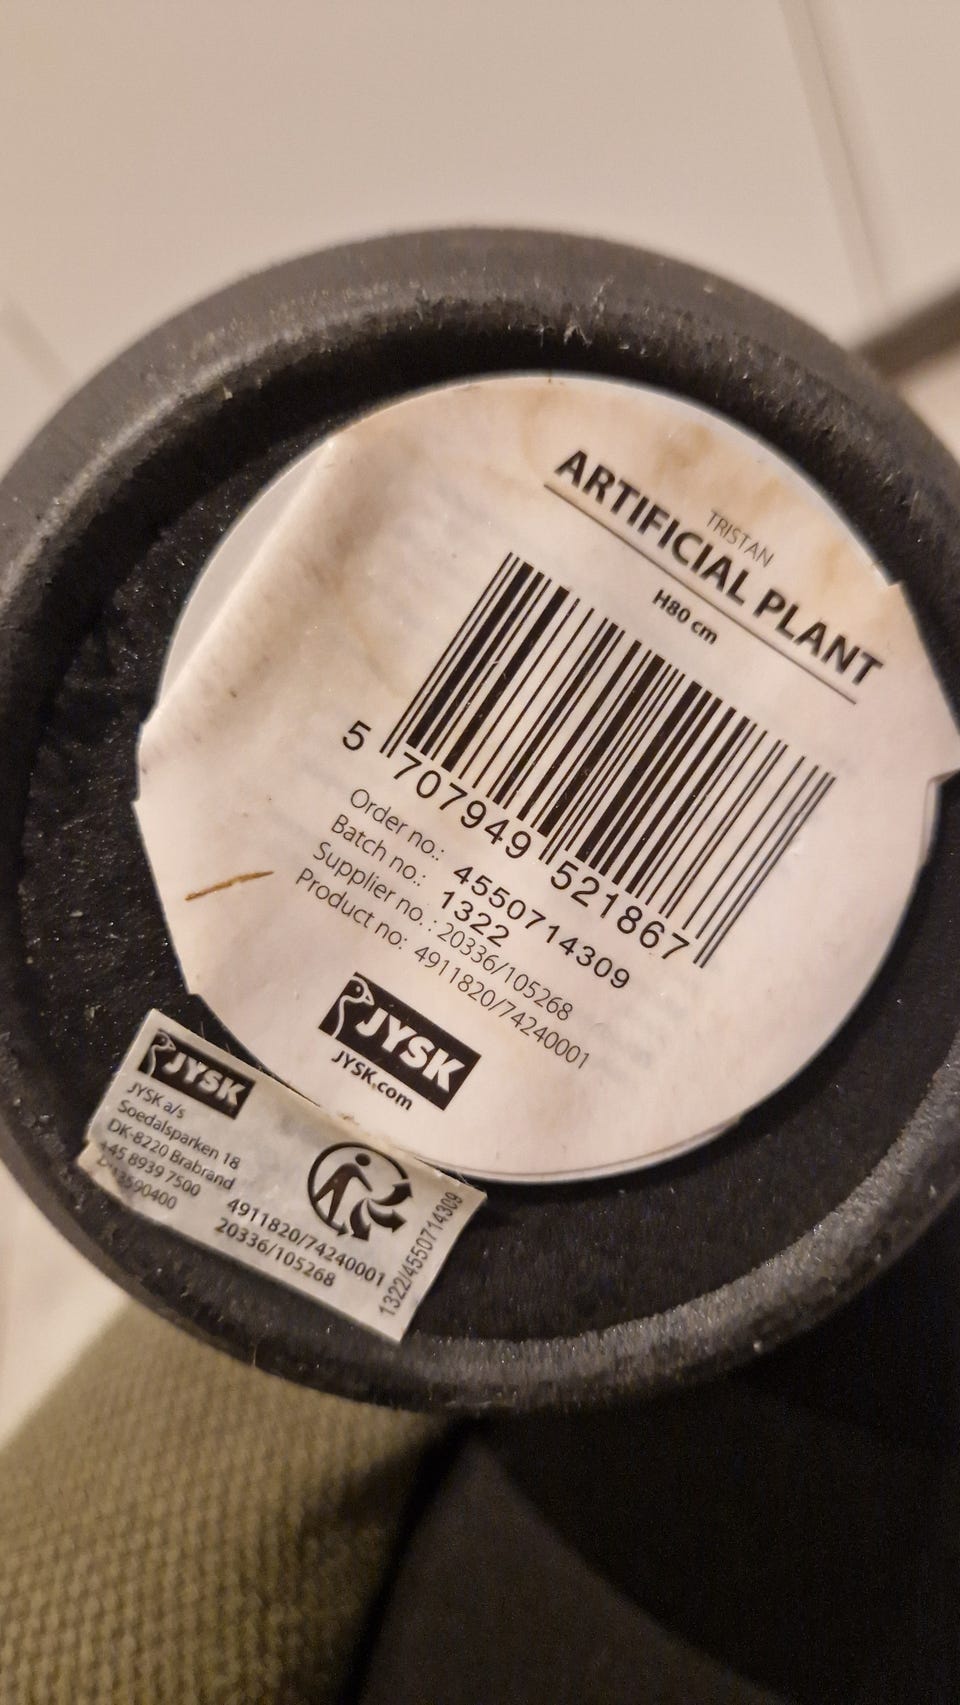 TRISTAN
ARTIFICIAL PLANT
H80 cm
5 707949 521867
Order no.: 4550714309
Batch no.: 1322
Supplier no.: 20336/105268
Product no: 4911820/74240001
JYSK
JYSK.com
JYSK
JYSK a/s
Soedalsparken 18
DK-8220 Brabrand
+45 8939 7500
4911820/74240001
20336/105268
1322/4550714309